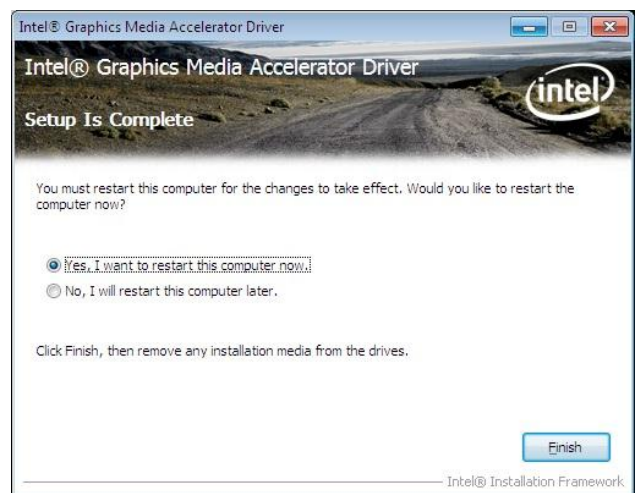 Intel® Graphics Media Accelerator Driver
Intel® Graphics Media Accelerator Driver
intel
Setup Is Complete
You must restart this computer for the changes to take effect. Would you like to restart the
computer now?
Yes, I want to restart this computer now.
No, I will restart this computer later.
Click Finish, then remove any installation media from the drives.
Finish
Intel® Installation Framework